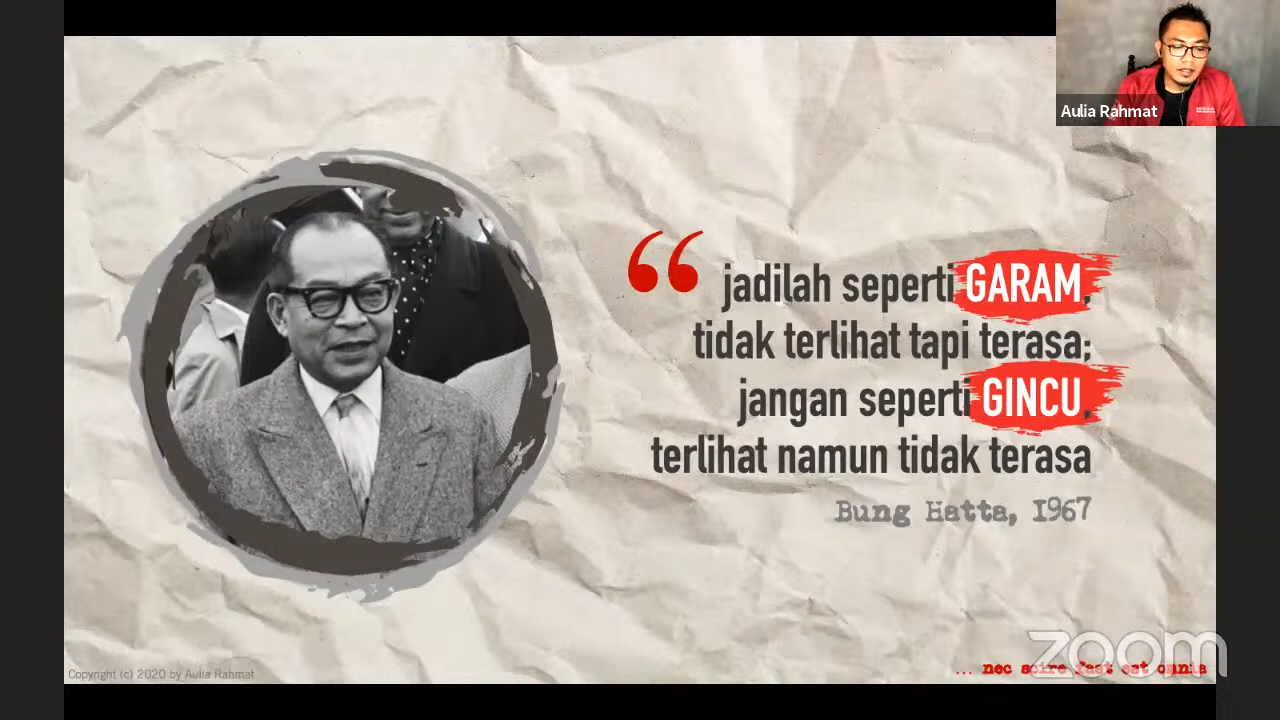 Aulia Rahmat
“ jadilah seperti GARAM,
tidak terlihat tapi terasa;
jangan seperti GINCU,
terlihat namun tidak terasa
Bung Hatta, 1967
zoom
Copyright (c) 2020 by Aulia Rahmat
... nec scire fast est omnia